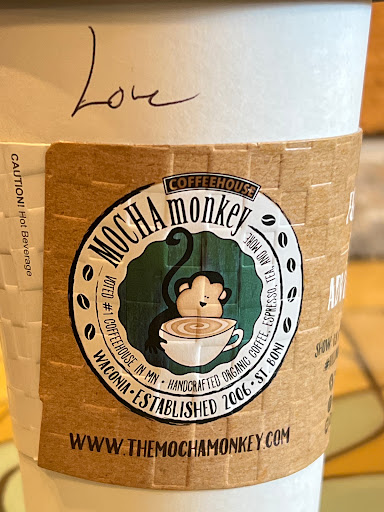 Love
CAUTION! Hot Beverage
COFFEEHOUSE
MOCHA monkey
VOTED #1 COFFEEHOUSE IN MN • HANDCRAFTED ORGANIC COFFEE, ESPRESSO, TEA, AND MORE
WACONIA • ESTABLISHED 2006 • ST. BONI
WWW.THEMOCHAMONKEY.COM